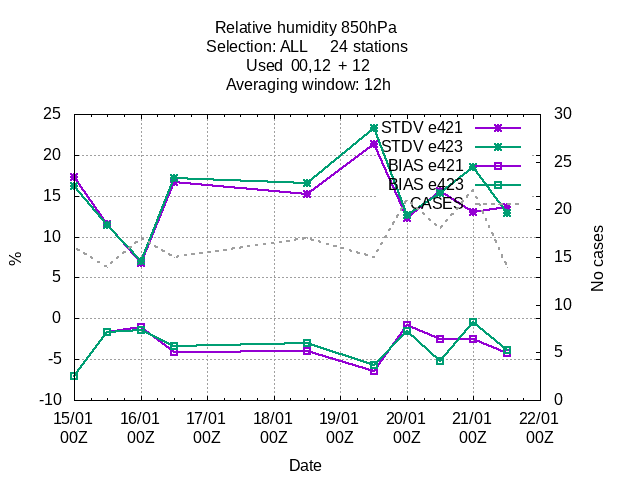 Relative humidity 850hPa
Selection: ALL     24 stations
Used  00,12  + 12
Averaging window: 12h
25
20
15
10
5
0
-5
-10
%
30
25
20
15
10
5
0
No cases
STDV e421
STDV e423
BIAS e421
BIAS e423
CASES
15/01 16/01 17/01 18/01 19/01 20/01 21/01 22/01
00Z 00Z 00Z 00Z 00Z 00Z 00Z 00Z
Date